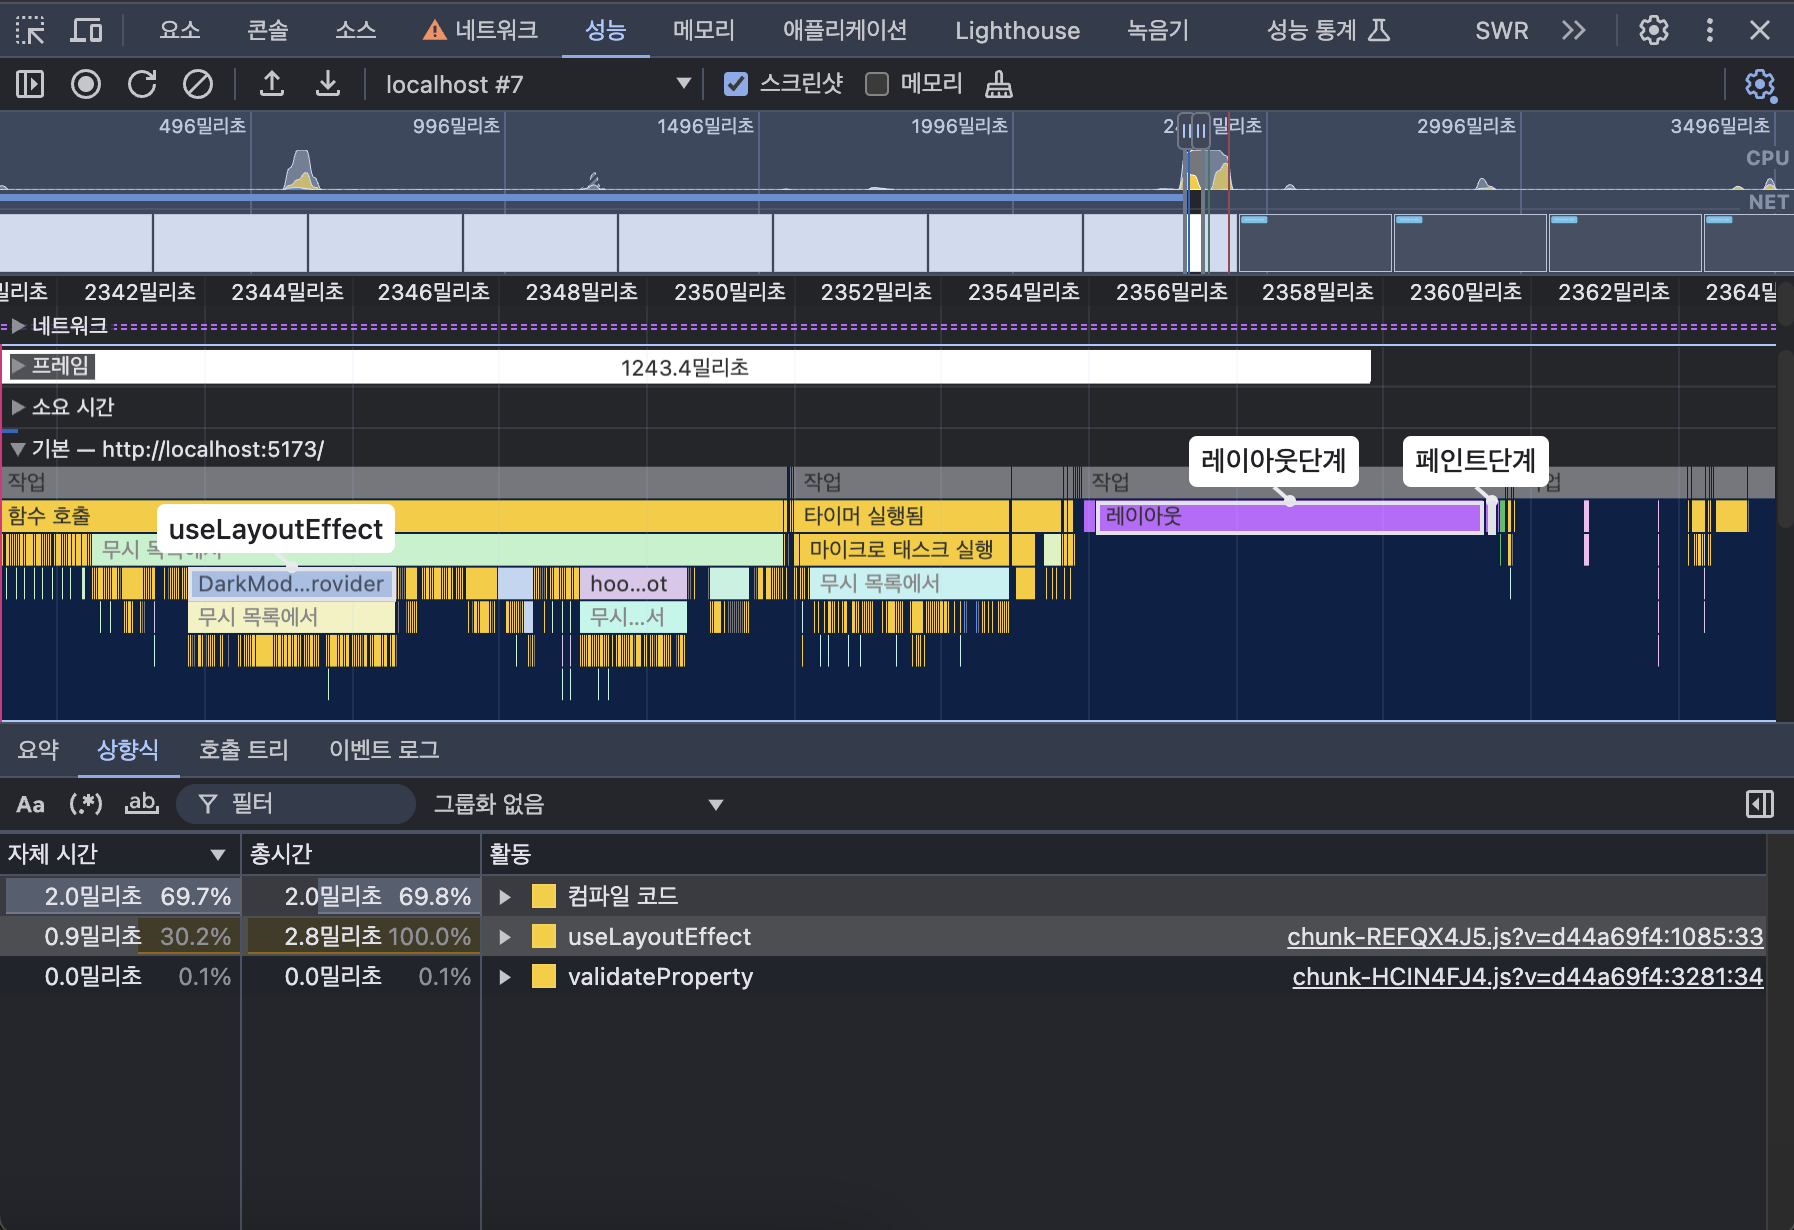 요소 콘솔 소스 네트워크 성능 메모리 애플리케이션 Lighthouse 녹음기 성능 통계 SWR
localhost #7 스크린샷 메모리
496밀리초 996밀리초 1496밀리초 1996밀리초 밀리초 2996밀리초 3496밀리초
CPU
NET
밀리초 2342밀리초 2344밀리초 2346밀리초 2348밀리초 2350밀리초 2352밀리초 2354밀리초 2356밀리초 2358밀리초 2360밀리초 2362밀리초 2364밀
네트워크
프레임 1243.4밀리초
소요 시간
기본 — http://localhost:5173/
레이아웃단계 페인트단계
작업 작업 작업 업
함수 호출 타이머 실행됨 레이아웃
useLayoutEffect
무시 목록에서 마이크로 태스크 실행
DarkMod...rovider hoo...ot 무시 목록에서
무시 목록에서 무시...서
요약 상향식 호출 트리 이벤트 로그
Aa (.*) ab 필터 그룹화 없음
자체 시간 총시간 활동
2.0밀리초 69.7% 2.0밀리초 69.8% 컴파일 코드
0.9밀리초 30.2% 2.8밀리초 100.0% useLayoutEffect chunk-REFQX4J5.js?v=d44a69f4:1085:33
0.0밀리초 0.1% 0.0밀리초 0.1% validateProperty chunk-HCIN4FJ4.js?v=d44a69f4:3281:34